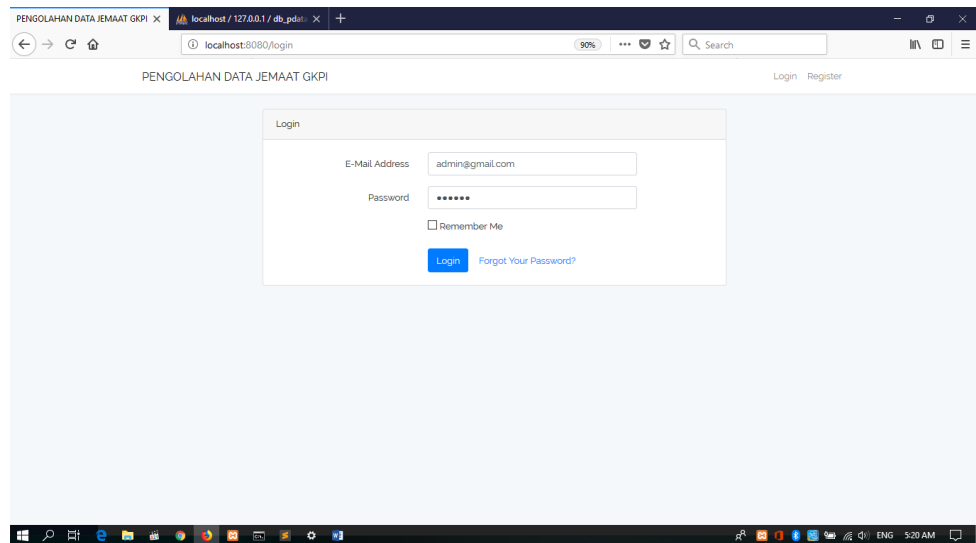 PENGOLAHAN DATA JEMAAT GKPI
localhost / 127.0.0.1 / db_pdata
localhost:8080/login
90%
Search
PENGOLAHAN DATA JEMAAT GKPI
Login Register
Login
E-Mail Address
admin@gmail.com
Password
••••••
Remember Me
Login
Forgot Your Password?
ENG 5:20 AM